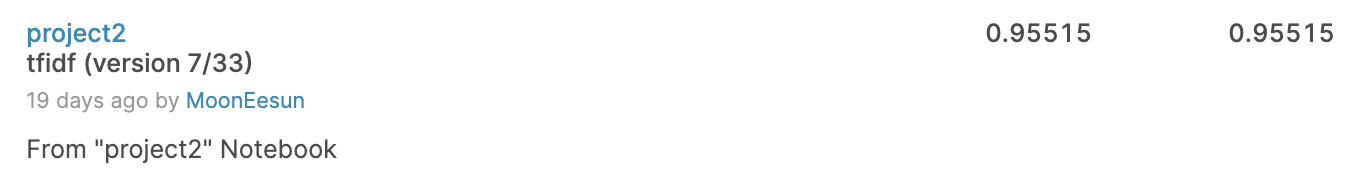 project2 0.95515 0.95515
tfidf (version 7/33)
19 days ago by MoonEesun
From "project2" Notebook